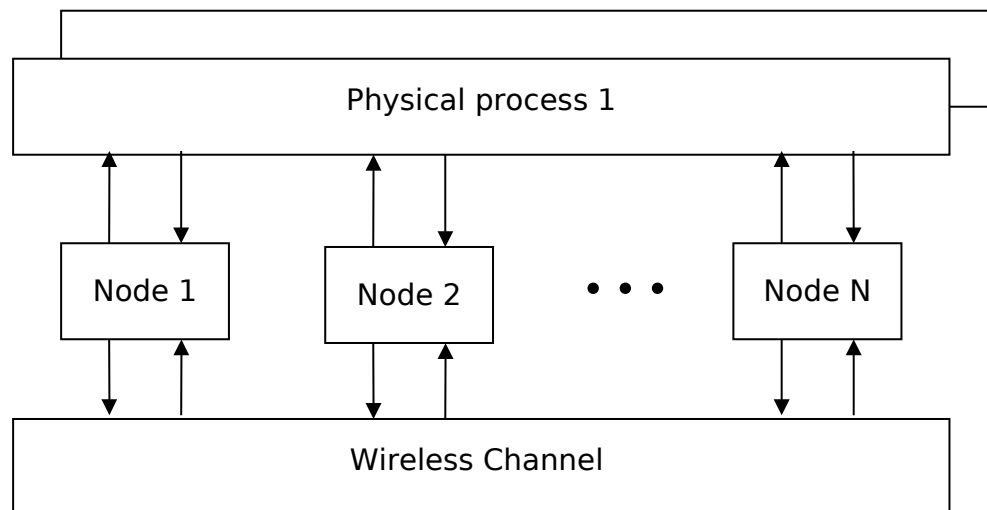 Physical process 1
Node 1
Node 2
• • •
Node N
Wireless Channel